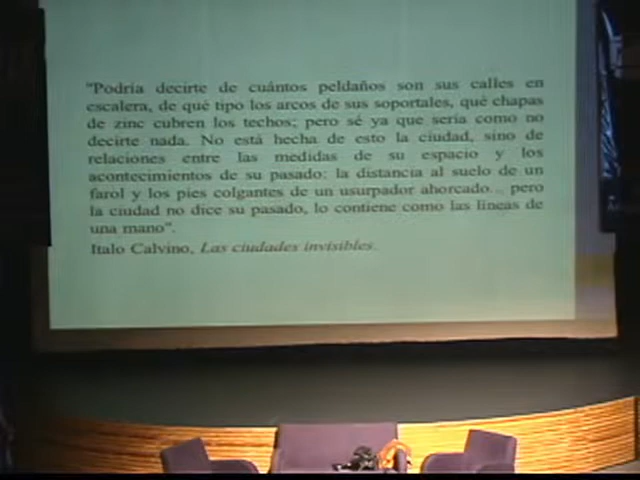 "Podría decirte de cuántos peldaños son sus calles en
escalera, de qué tipo los arcos de sus soportales, qué chapas
de zinc cubren los techos; pero sé ya que sería como no
decirte nada. No está hecha de esto la ciudad, sino de
relaciones entre las medidas de su espacio y los
acontecimientos de su pasado: la distancia al suelo de un
farol y los pies colgantes de un usurpador ahorcado... pero
la ciudad no dice su pasado, lo contiene como las líneas de
una mano".
Italo Calvino, Las ciudades invisibles.